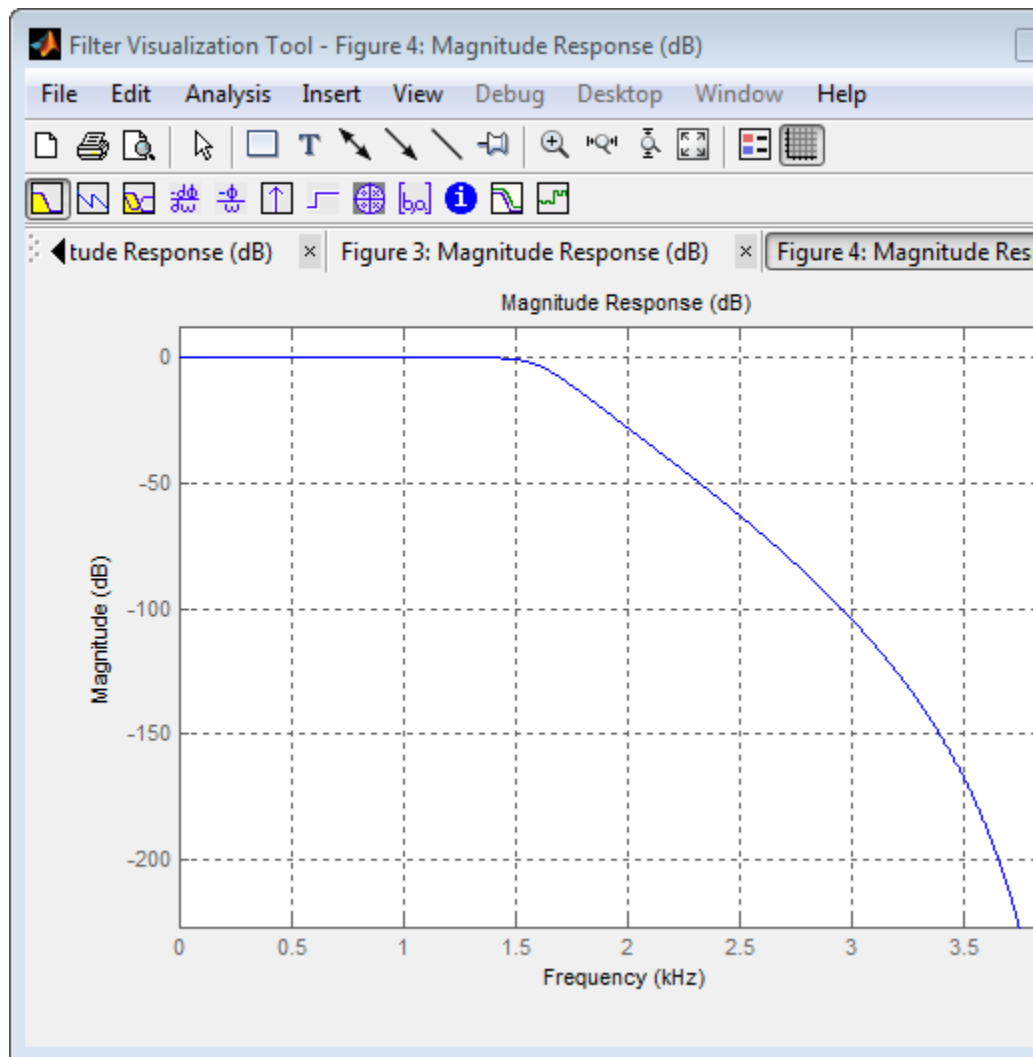 Filter Visualization Tool - Figure 4: Magnitude Response (dB)
File Edit Analysis Insert View Debug Desktop Window Help
T
[b,a] i
tude Response (dB) × Figure 3: Magnitude Response (dB) × Figure 4: Magnitude Res
Magnitude Response (dB)
0
-50
-100
-150
-200
Magnitude (dB)
0 0.5 1 1.5 2 2.5 3 3.5
Frequency (kHz)